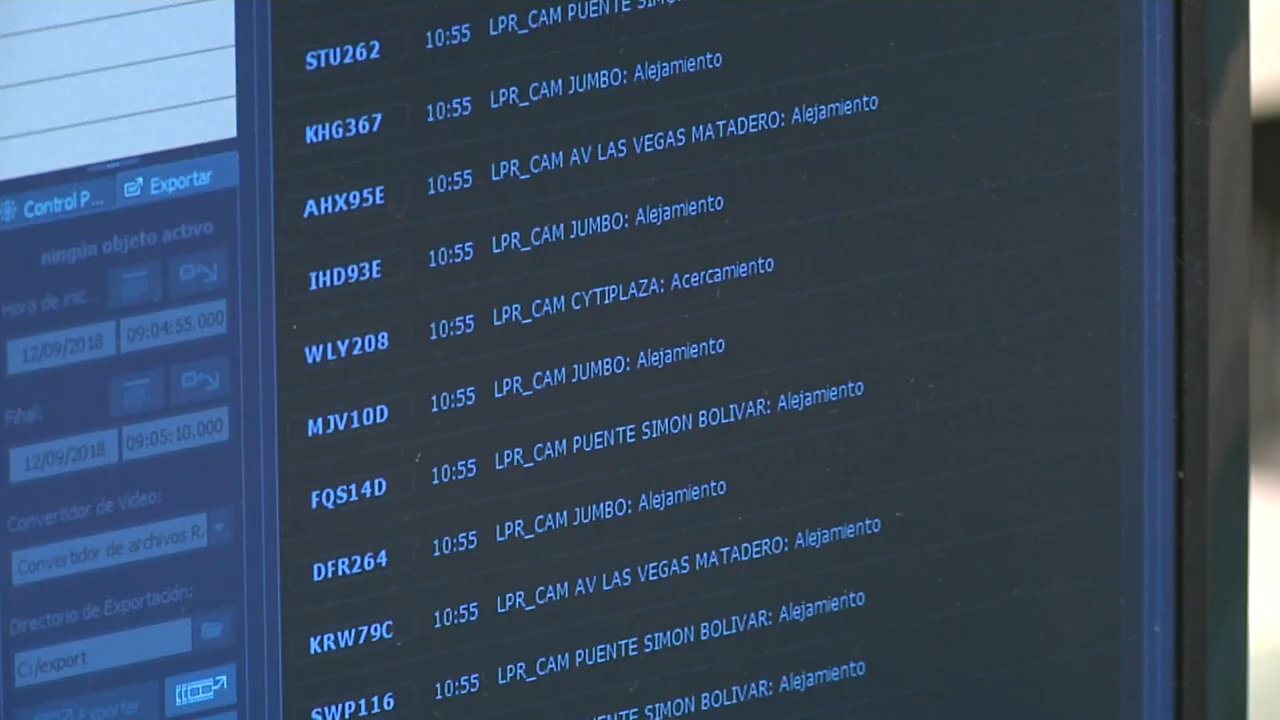 STU262 10:55 LPR_CAM PUENTE
KHG367 10:55 LPR_CAM JUMBO: Alejamiento
AHX95E 10:55 LPR_CAM AV LAS VEGAS MATADERO: Alejamiento
IHD93E 10:55 LPR_CAM JUMBO: Alejamiento
WLY208 10:55 LPR_CAM CYTIPLAZA: Acercamiento
MJV10D 10:55 LPR_CAM JUMBO: Alejamiento
FQS14D 10:55 LPR_CAM PUENTE SIMON BOLIVAR: Alejamiento
DFR264 10:55 LPR_CAM JUMBO: Alejamiento
KRW79C 10:55 LPR_CAM AV LAS VEGAS MATADERO: Alejamiento
SWP116 10:55 LPR_CAM PUENTE SIMON BOLIVAR: Alejamiento
SIMON BOLIVAR: Alejamiento
Control P... Exportar
ningún objeto activo
Hora de inic...
12/09/2018 09:04:55.000
Final:
12/09/2018 09:05:10.000
Convertidor de Video:
Convertidor de archivos R.
Directorio de Exportación:
C:/export
Exportar